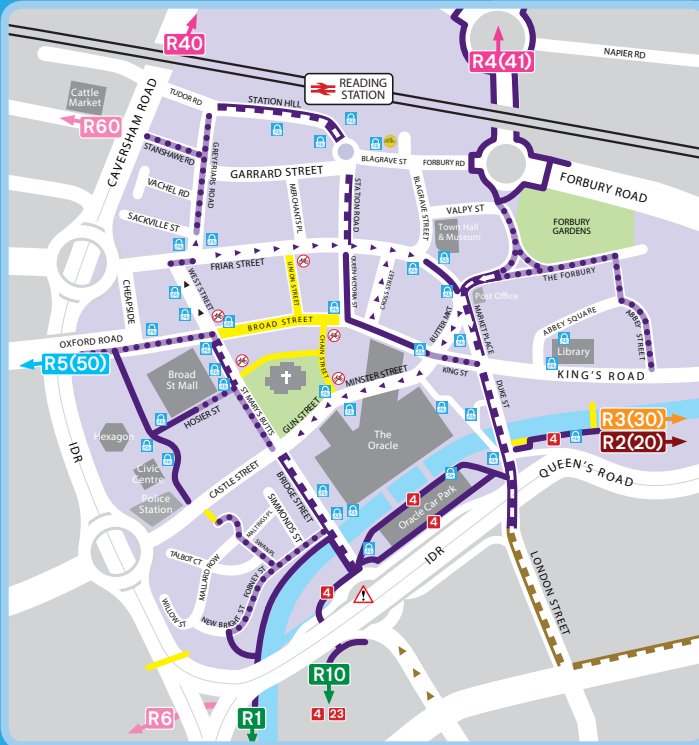 R40
R4(41)
NAPIER RD
READING
STATION
Cattle
Market
TUDOR RD
STATION HILL
R60
CAVERSHAM ROAD
STANSHAWE RD
GREYFRIARS ROAD
GARRARD STREET
BLAGRAVE ST
FORBURY RD
FORBURY ROAD
VACHEL RD
MERCHANTS PL
STATION ROAD
BLAGRAVE STREET
SACKVILLE ST
VALPY ST
FORBURY
GARDENS
Town Hall
& Museum
FRIAR STREET
UNION STREET
QUEEN VICTORIA ST
CROSS STREET
THE FORBURY
CHEAPSIDE
WEST STREET
Post Office
BUTTER MKT
MARKET PLACE
ABBEY SQUARE
ABBEY STREET
BROAD STREET
OXFORD ROAD
CHAIN STREET
Library
R5(50)
Broad
St Mall
MINSTER STREET
KING ST
KING'S ROAD
ST MARY'S BUTTS
DUKE ST
HOSIER ST
GUN STREET
R3(30)
R2(20)
4
The
Oracle
Hexagon
IDR
Civic
Centre
QUEEN'S ROAD
CASTLE STREET
BRIDGE STREET
Police
Station
SIMMONDS ST
4
Oracle Car Park
4
MALTINGS PL
SWAN PL
TALBOT CT
MALLARD ROW
FOBNEY ST
IDR
LONDON STREET
WILLOW ST
NEW BRIGHT ST
4
R10
4 23
R6
R1